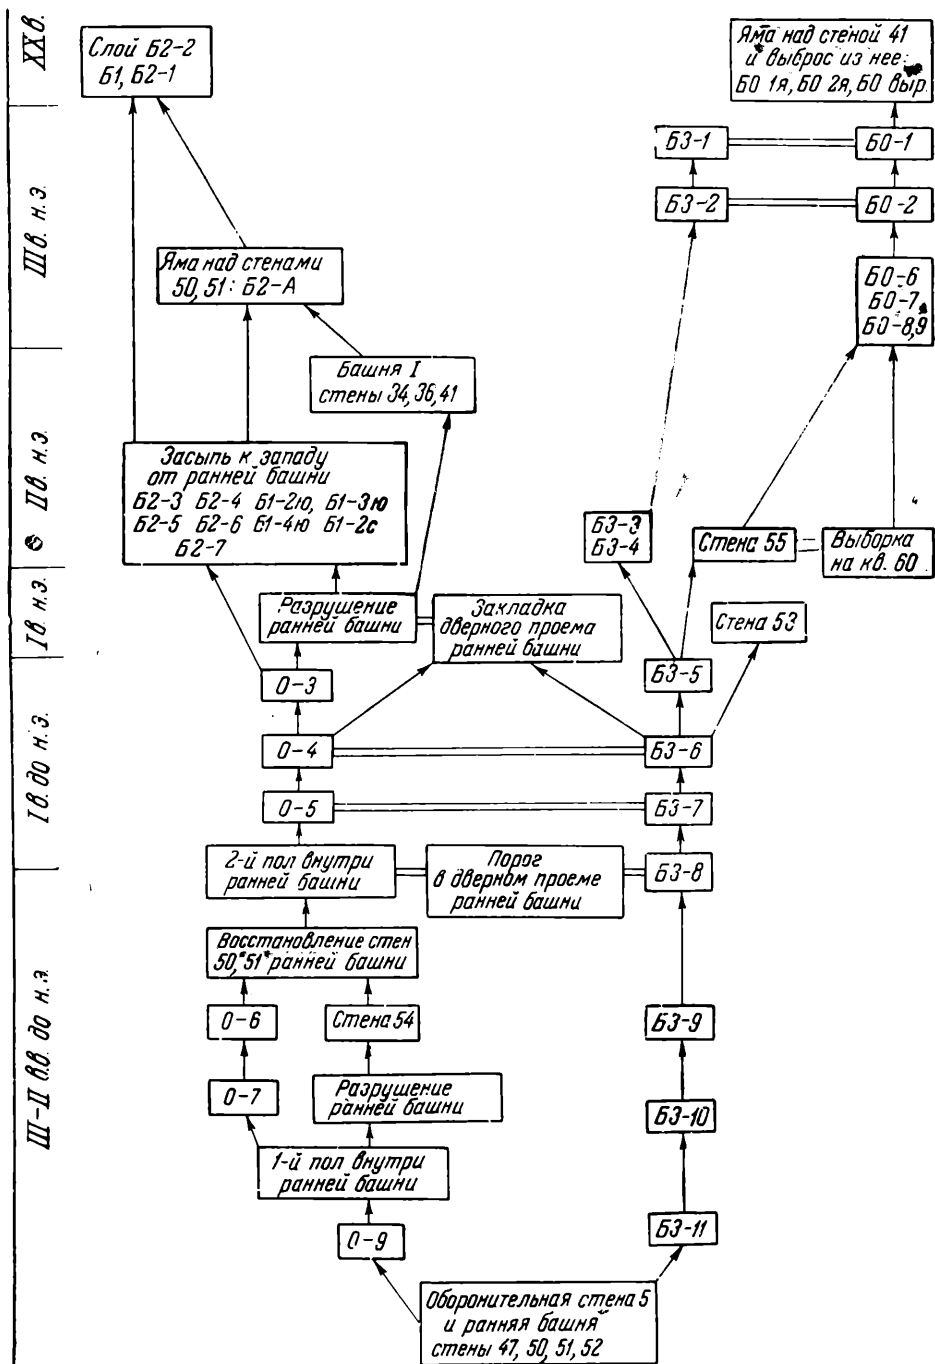 XX в.
Слой Б2-2
Б1, Б2-1
Яма над стеной 41
и выброс из нее:
Б0 1я, Б0 2я, Б0 выр.
III в. н.э.
Б3-1
Б0-1
Б3-2
Б0-2
Яма над стенами
50, 51: Б2-А
Б0-6
Б0-7
Б0-8,9
II в. н.э.
Башня I
стены 34, 36, 41
Засыпь к западу
от ранней башни
Б2-3 Б2-4 Б1-2ю, Б1-3ю
Б2-5 Б2-6 Б1-4ю Б1-2с
Б2-7
Б3-3
Б3-4
Стена 55
Выборка
на кв. 60
I в. н.э.
Разрушение
ранней башни
Закладка
дверного проема
ранней башни
Стена 53
I в. до н.э.
0-3
Б3-5
0-4
Б3-6
0-5
Б3-7
2-й пол внутри
ранней башни
Порог
в дверном проеме
ранней башни
Б3-8
III-II в.в. до н.э.
Восстановление стен
50, 51 ранней башни
0-6
Стена 54
Б3-9
0-7
Разрушение
ранней башни
Б3-10
1-й пол внутри
ранней башни
0-9
Б3-11
Оборонительная стена 5
и ранняя башня
стены 47, 50, 51, 52